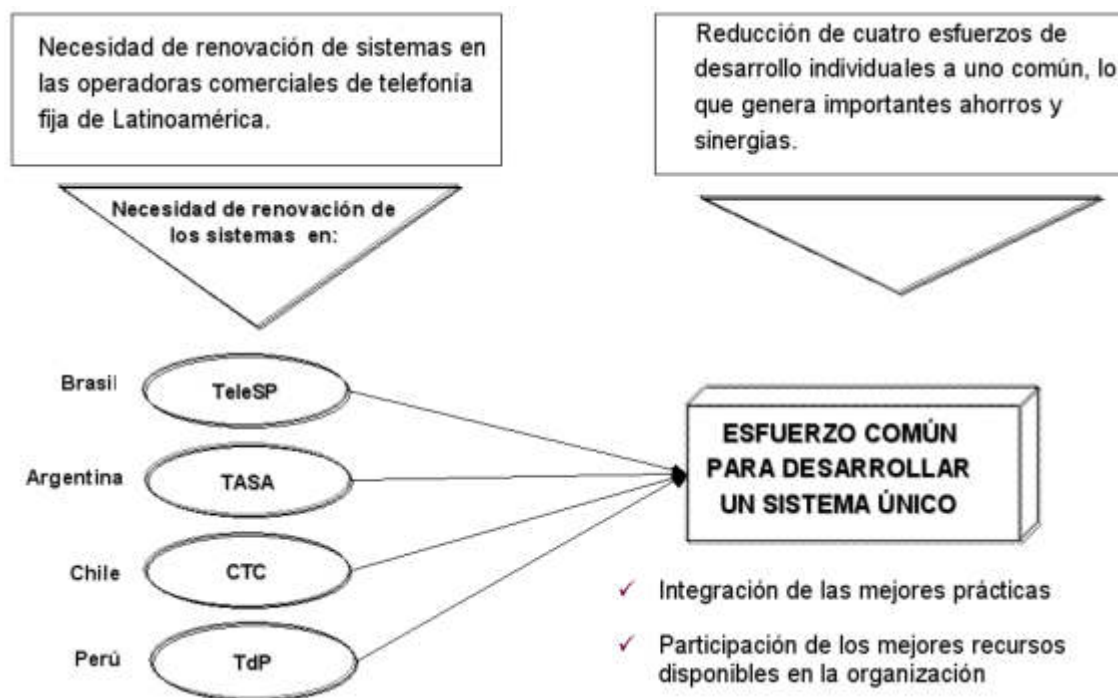 Necesidad de renovación de sistemas en
las operadoras comerciales de telefonía
fija de Latinoamérica.
Reducción de cuatro esfuerzos de
desarrollo individuales a uno común, lo
que genera importantes ahorros y
sinergias.
Necesidad de renovación de
los sistemas en:
Brasil
TeleSP
Argentina
TASA
Chile
CTC
Perú
TdP
ESFUERZO COMÚN
PARA DESARROLLAR
UN SISTEMA ÚNICO
✓ Integración de las mejores prácticas
✓ Participación de los mejores recursos
disponibles en la organización